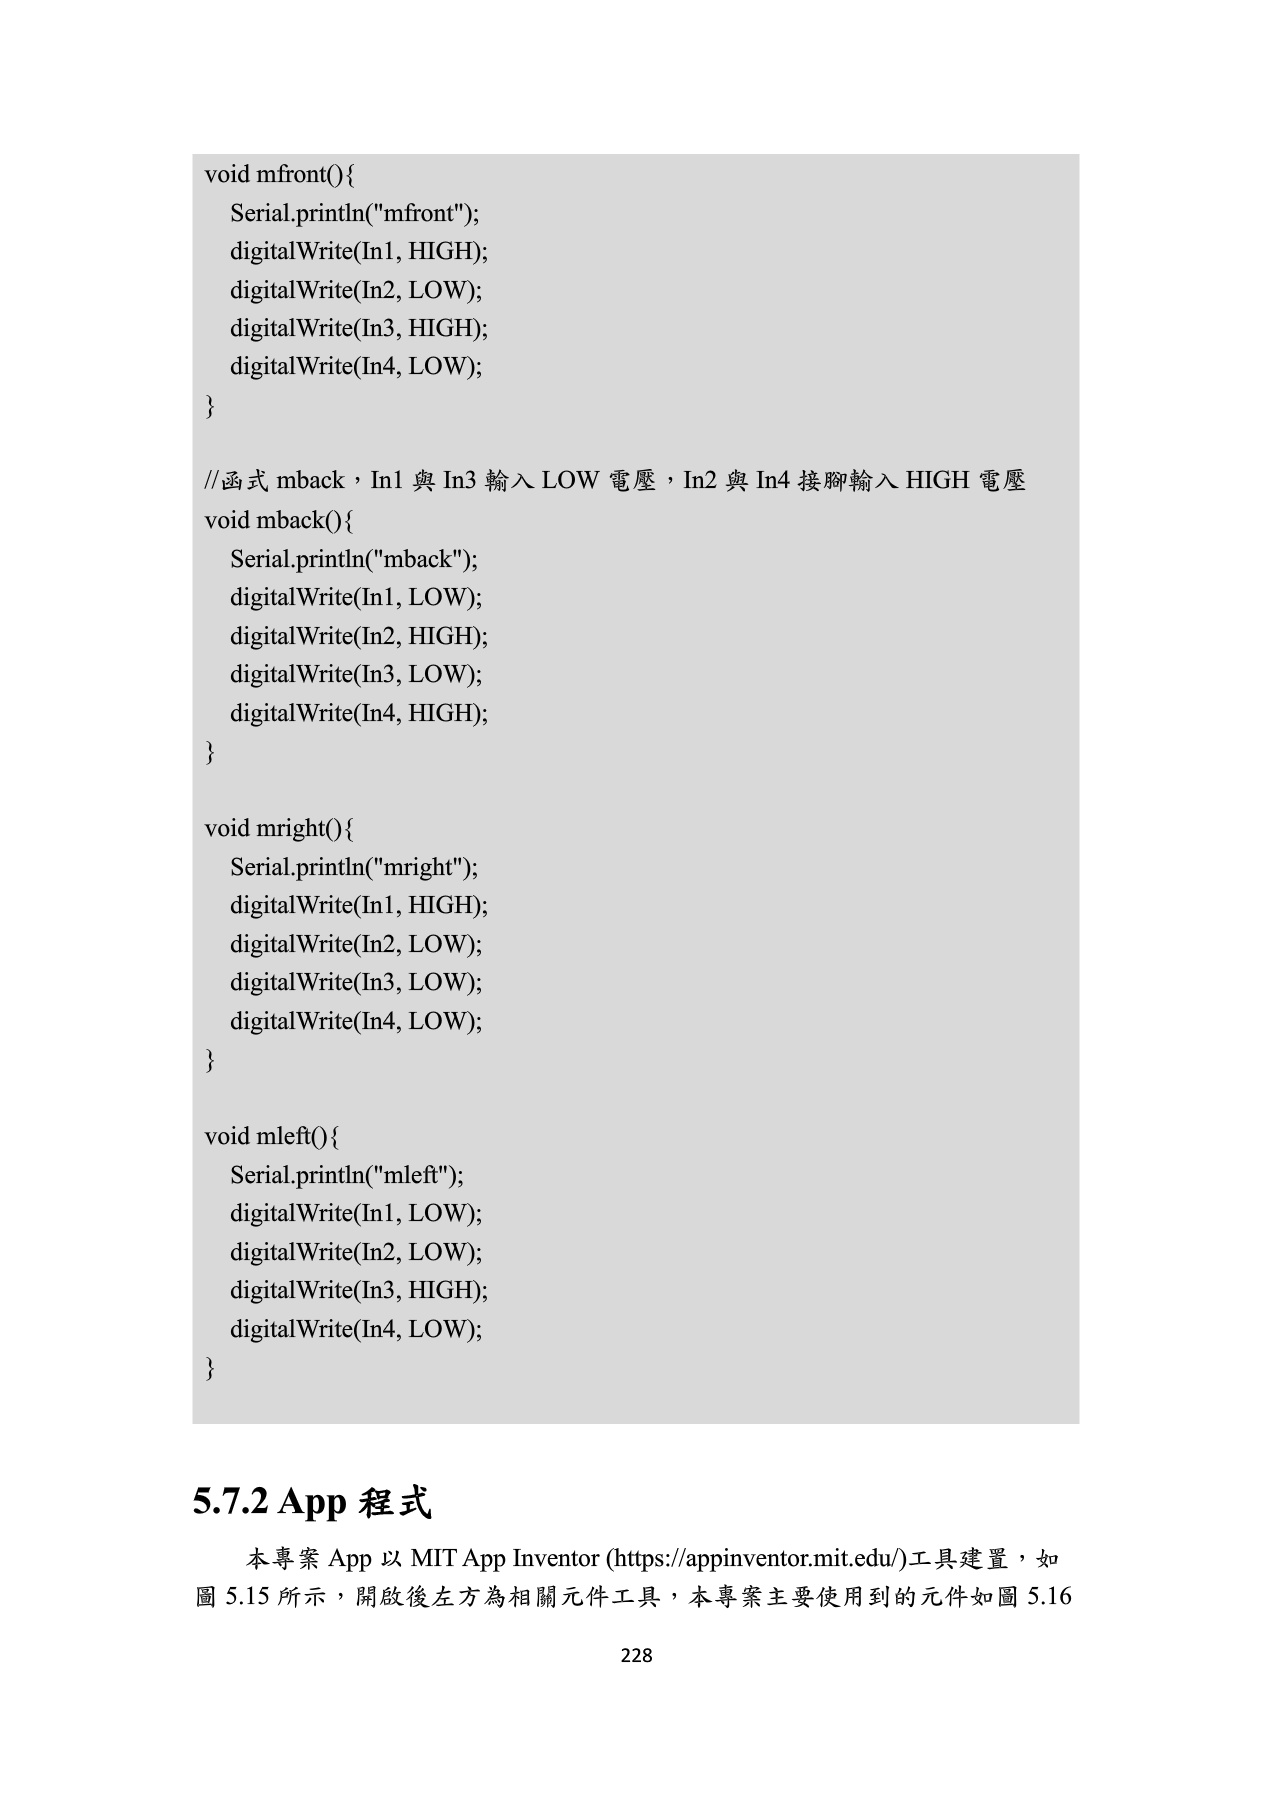 void mfront(){
Serial.println("mfront");
digitalWrite(In1, HIGH);
digitalWrite(In2, LOW);
digitalWrite(In3, HIGH);
digitalWrite(In4, LOW);
}
//函式 mback，In1 與 In3 輸入 LOW 電壓，In2 與 In4 接腳輸入 HIGH 電壓
void mback(){
Serial.println("mback");
digitalWrite(In1, LOW);
digitalWrite(In2, HIGH);
digitalWrite(In3, LOW);
digitalWrite(In4, HIGH);
}
void mright(){
Serial.println("mright");
digitalWrite(In1, HIGH);
digitalWrite(In2, LOW);
digitalWrite(In3, LOW);
digitalWrite(In4, LOW);
}
void mleft(){
Serial.println("mleft");
digitalWrite(In1, LOW);
digitalWrite(In2, LOW);
digitalWrite(In3, HIGH);
digitalWrite(In4, LOW);
}
5.7.2 App 程式
本專案 App 以 MIT App Inventor (https://appinventor.mit.edu/)工具建置，如
圖 5.15 所示，開啟後左方為相關元件工具，本專案主要使用到的元件如圖 5.16
228